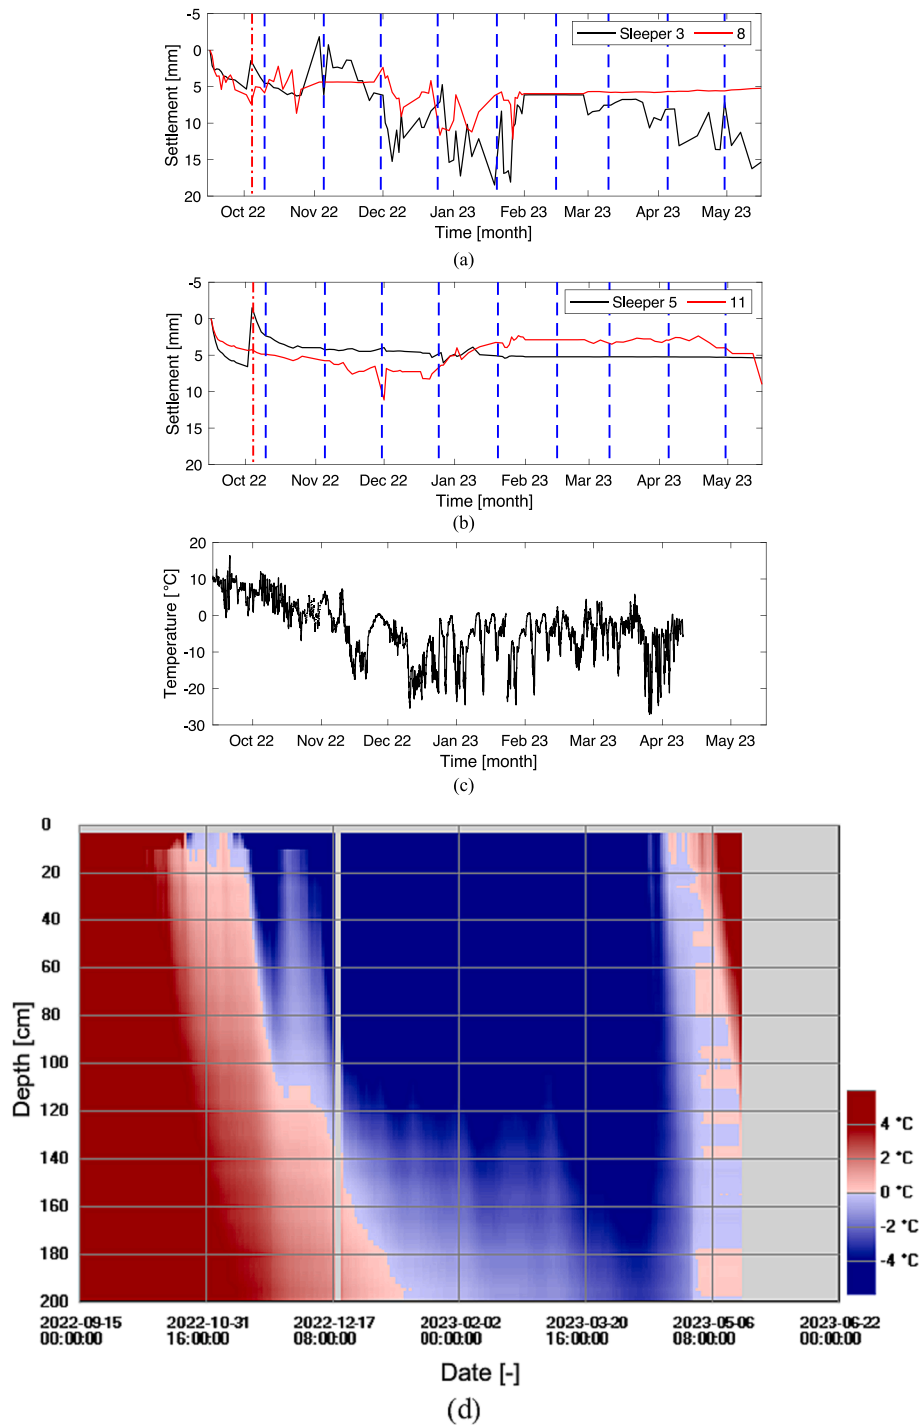 -5
0
5
10
15
20
Settlement [mm]
Sleeper 3 8
Oct 22 Nov 22 Dec 22 Jan 23 Feb 23 Mar 23 Apr 23 May 23
Time [month]
(a)
-5
0
5
10
15
20
Settlement [mm]
Sleeper 5 11
Oct 22 Nov 22 Dec 22 Jan 23 Feb 23 Mar 23 Apr 23 May 23
Time [month]
(b)
20
10
0
-10
-20
-30
Temperature [°C]
Oct 22 Nov 22 Dec 22 Jan 23 Feb 23 Mar 23 Apr 23 May 23
Time [month]
(c)
0
20
40
60
80
100
120
140
160
180
200
Depth [cm]
4 °C
2 °C
0 °C
-2 °C
-4 °C
2022-09-15 2022-10-31 2022-12-17 2023-02-02 2023-03-20 2023-05-06 2023-06-22
00:00:00 16:00:00 08:00:00 00:00:00 16:00:00 08:00:00 00:00:00
Date [-]
(d)